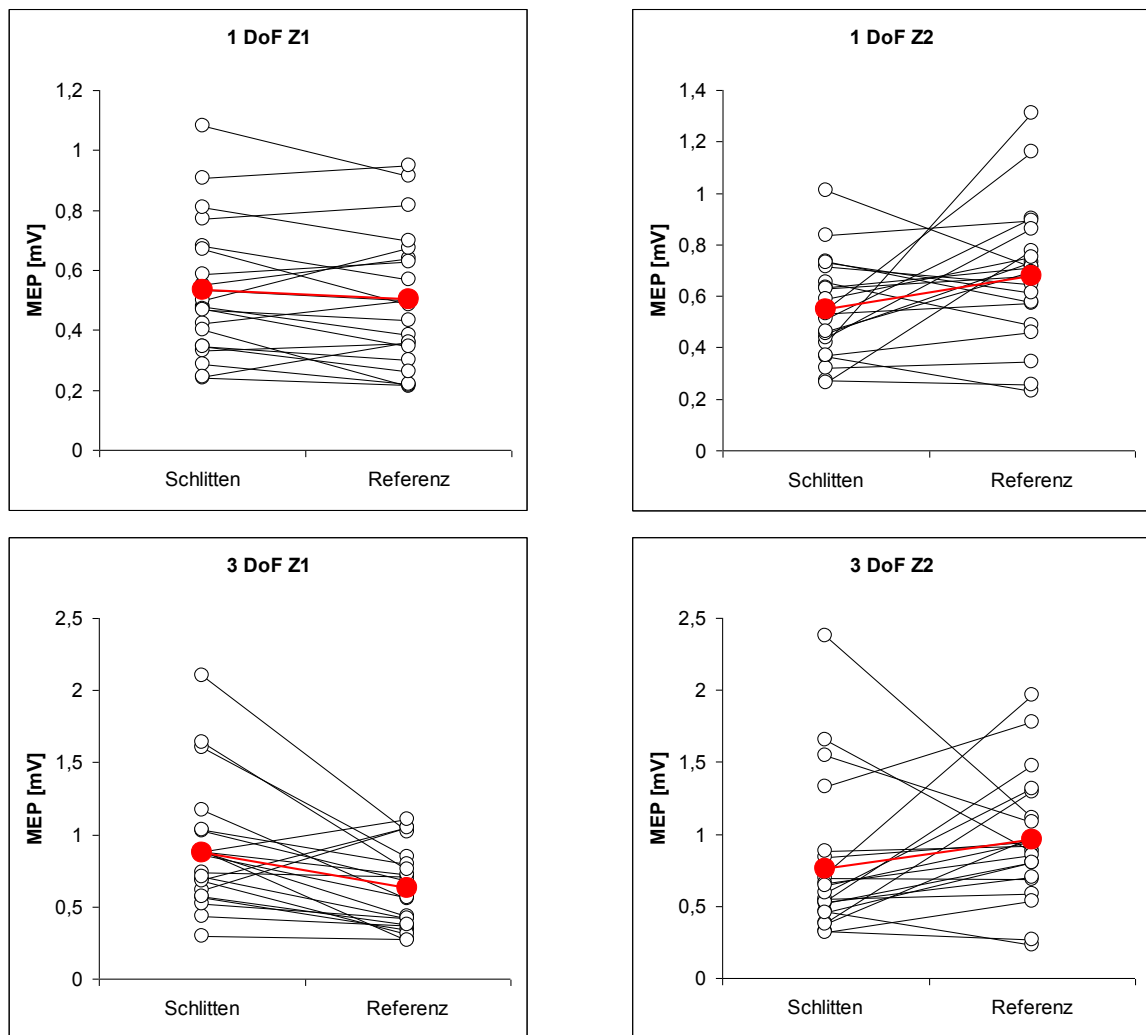 1 DoF Z1
MEP [mV]
1,2
1
0,8
0,6
0,4
0,2
0
Schlitten Referenz
1 DoF Z2
MEP [mV]
1,4
1,2
1
0,8
0,6
0,4
0,2
0
Schlitten Referenz
3 DoF Z1
MEP [mV]
2,5
2
1,5
1
0,5
0
Schlitten Referenz
3 DoF Z2
MEP [mV]
2,5
2
1,5
1
0,5
0
Schlitten Referenz